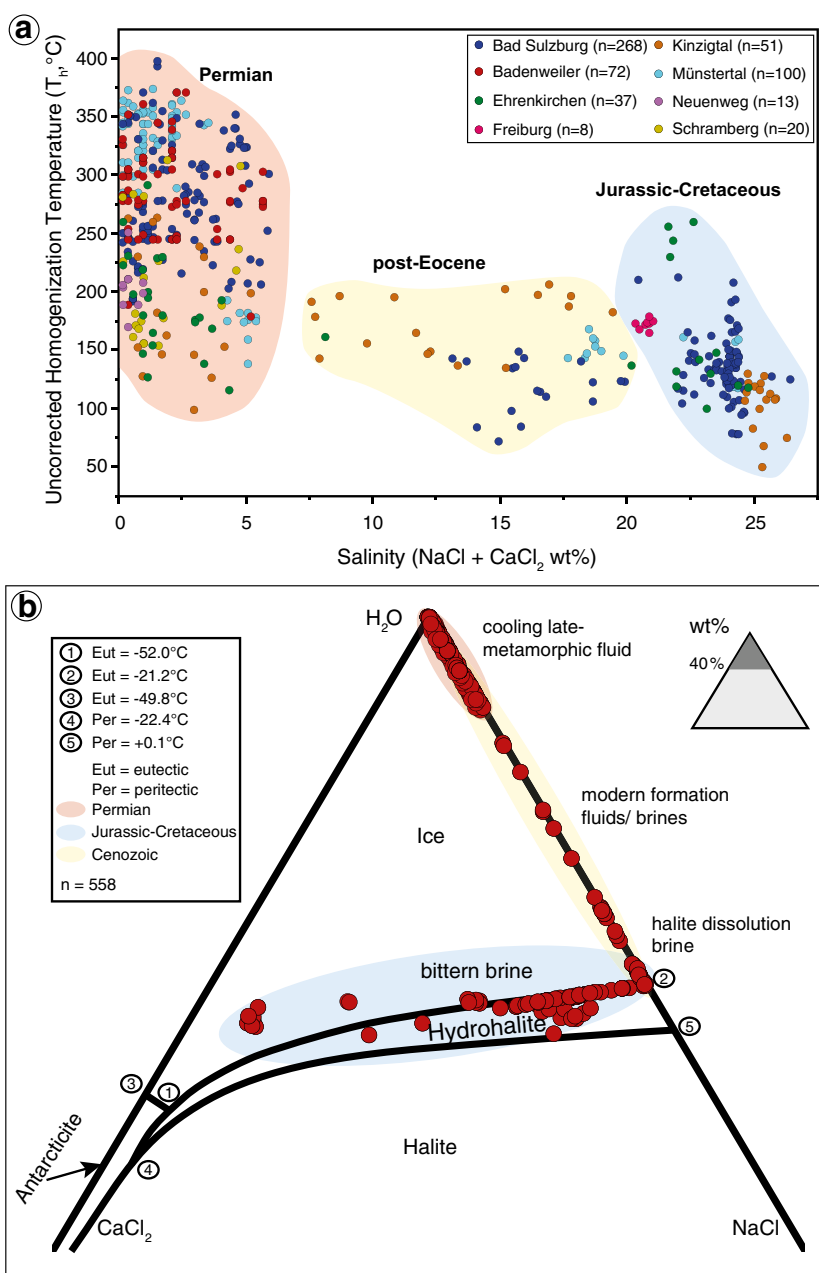 a
Uncorrected Homogenization Temperature (Th,°C)
400
350
300
250
200
150
100
50
Permian
post-Eocene
Jurassic-Cretaceous
Bad Sulzburg (n=268)
Badenweiler (n=72)
Ehrenkirchen (n=37)
Freiburg (n=8)
Kinzigtal (n=51)
Münstertal (n=100)
Neuenweg (n=13)
Schramberg (n=20)
0
5
10
15
20
25
Salinity (NaCl + CaCl₂ wt%)
b
1 Eut = -52.0°C
2 Eut = -21.2°C
3 Eut = -49.8°C
4 Per = -22.4°C
5 Per = +0.1°C
Eut = eutectic
Per = peritectic
Permian
Jurassic-Cretaceous
Cenozoic
n = 558
H₂O
cooling late-
metamorphic fluid
wt%
40%
Ice
modern formation
fluids/ brines
halite dissolution
brine
bittern brine
2
Hydrohalite
5
3
1
Halite
4
Antarcticite
CaCl₂
NaCl